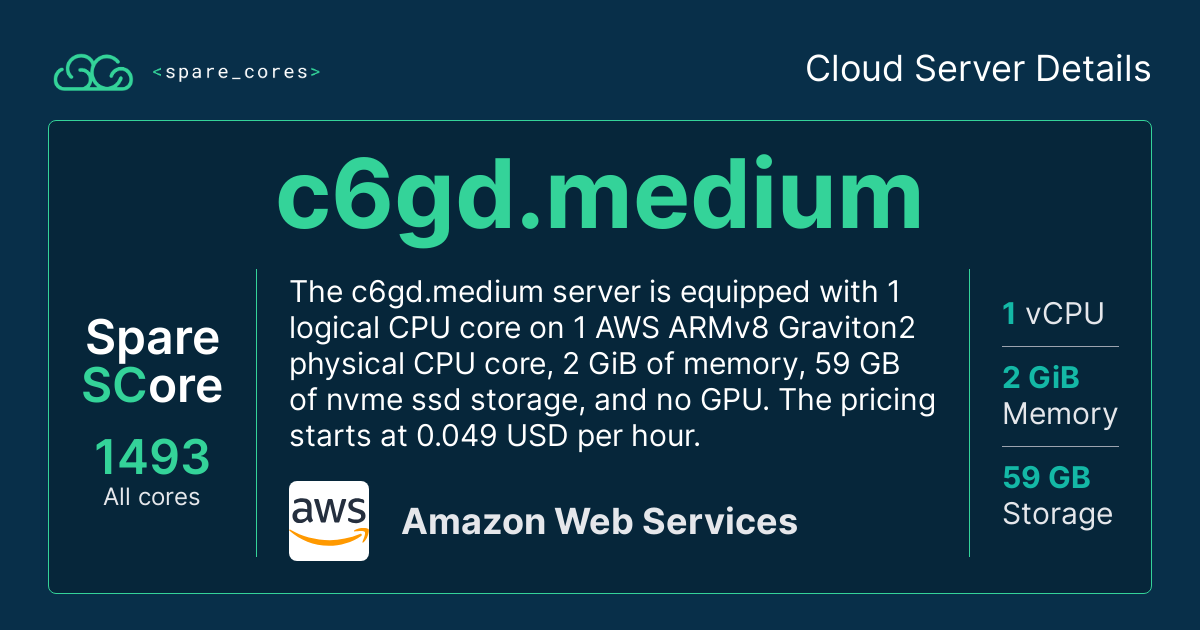 <spare_cores>
Cloud Server Details
c6gd.medium
Spare
SCore
1493
All cores
The c6gd.medium server is equipped with 1
logical CPU core on 1 AWS ARMv8 Graviton2
physical CPU core, 2 GiB of memory, 59 GB
of nvme ssd storage, and no GPU. The pricing
starts at 0.049 USD per hour.
aws
Amazon Web Services
1 vCPU
2 GiB
Memory
59 GB
Storage